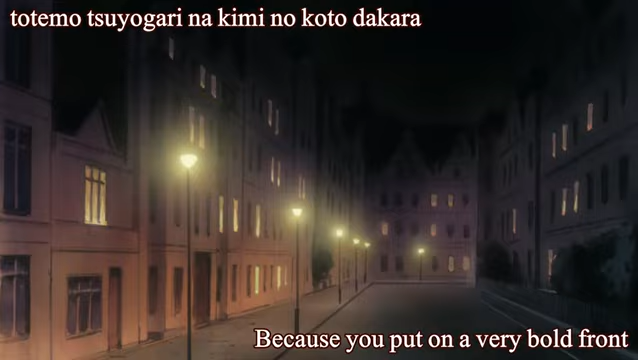 totemo tsuyogari na kimi no koto dakara
Because you put on a very bold front